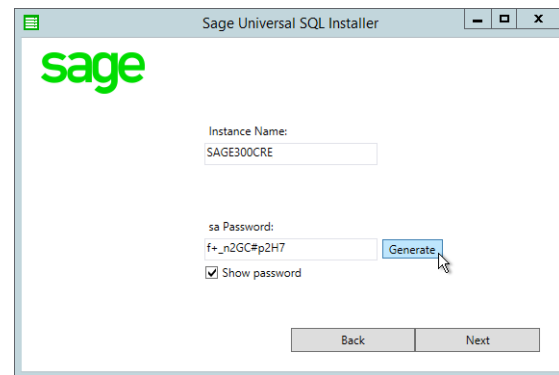 Sage Universal SQL Installer
sage
Instance Name:
SAGE300CRE
sa Password:
f+_n2GC#p2H7
Generate
Show password
Back
Next